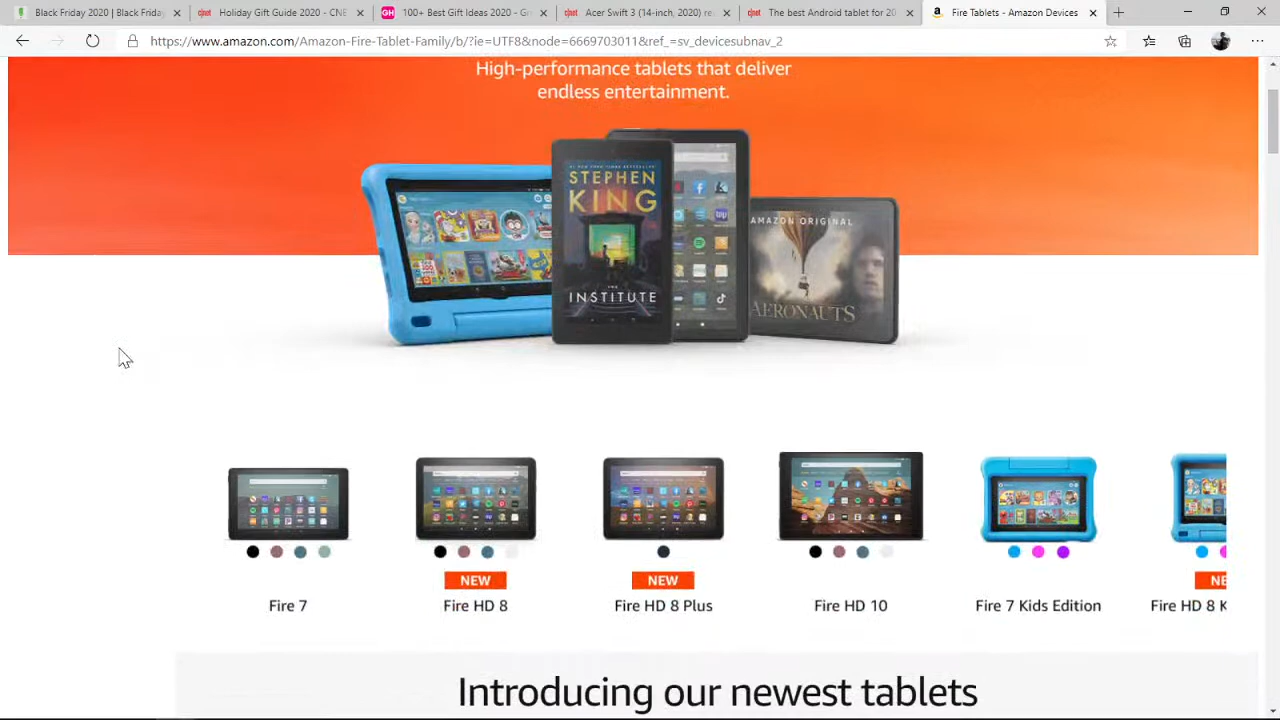 Black Friday 2020 | Black Friday
Holiday Gift Guide 2020 - CNE
100+ Best Gift Ideas 2020 - Gr
Acer Swift 3 (14-inch, 2020) re
The best Android tablet for 20
Fire Tablets - Amazon Devices
https://www.amazon.com/Amazon-Fire-Tablet-Family/b/?ie=UTF8&node=6669703011&ref_=sv_devicesubnav_2
High-performance tablets that deliver
endless entertainment.
STEPHEN
KING
THE
INSTITUTE
AMAZON ORIGINAL
AERONAUTS
NEW
NEW
NE
Fire 7
Fire HD 8
Fire HD 8 Plus
Fire HD 10
Fire 7 Kids Edition
Fire HD 8 K
Introducing our newest tablets